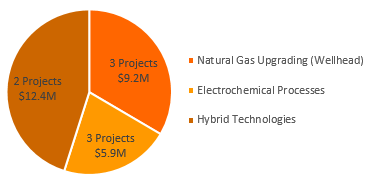 3 Projects
$9.2M
2 Projects
$12.4M
3 Projects
$5.9M
Natural Gas Upgrading (Wellhead)
Electrochemical Processes
Hybrid Technologies